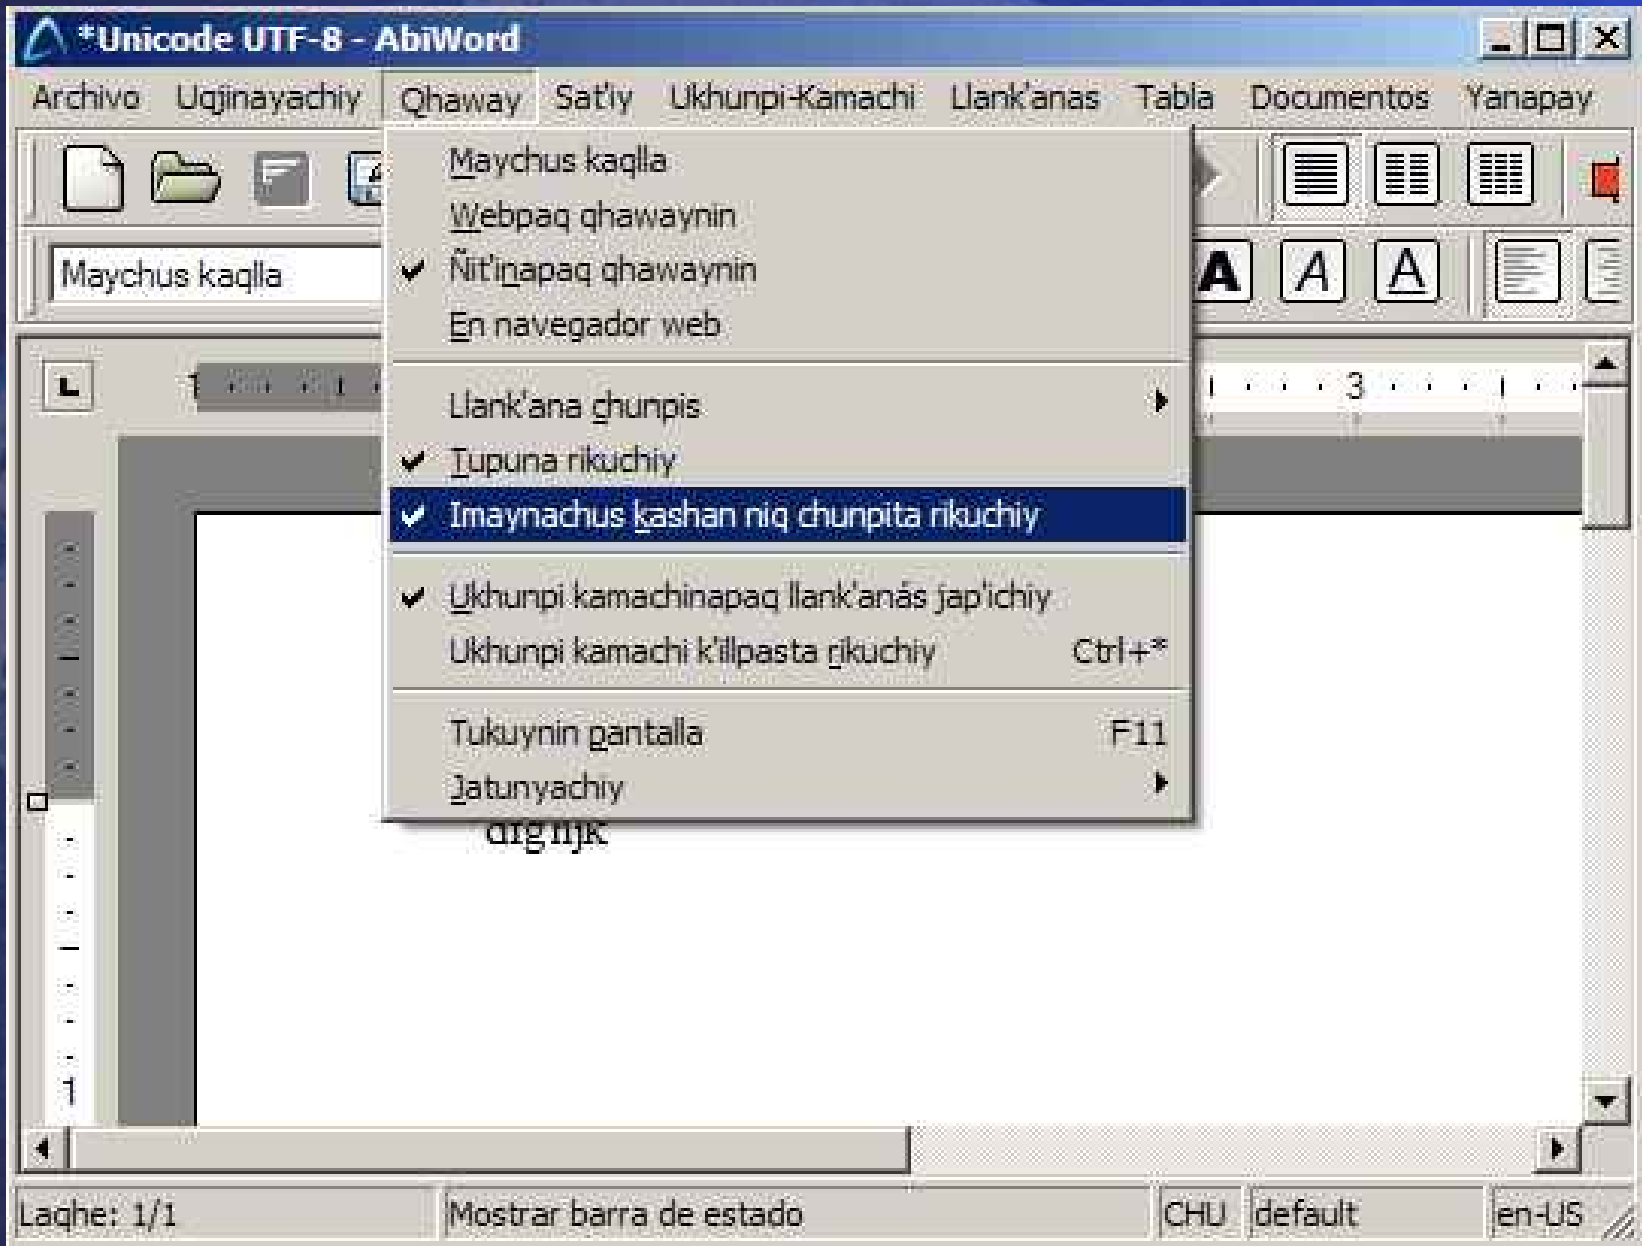 *Unicode UTF-8 - AbiWord
Archivo Uqjinayachiy Qhaway Sat'iy Ukhunpi-Kamachi Llank'anas Tabla Documentos Yanapay
Maychus kaqlla
Webpaq qhawaynin
Maychus kaqlla
Ñit'inapaq qhawaynin
A A A
En navegador web
Llank'ana chunpis
1 3
Tupuna rikuchiy
Imaynachus kashan niq chunpita rikuchiy
Ukhunpi kamachinapaq llank'anás jap'ichiy
Ukhunpi kamachi k'illpasta rikuchiy Ctrl+*
Tukuynin pantalla F11
Jatunyachiy
1
Laqhe: 1/1 Mostrar barra de estado CHU default en-US